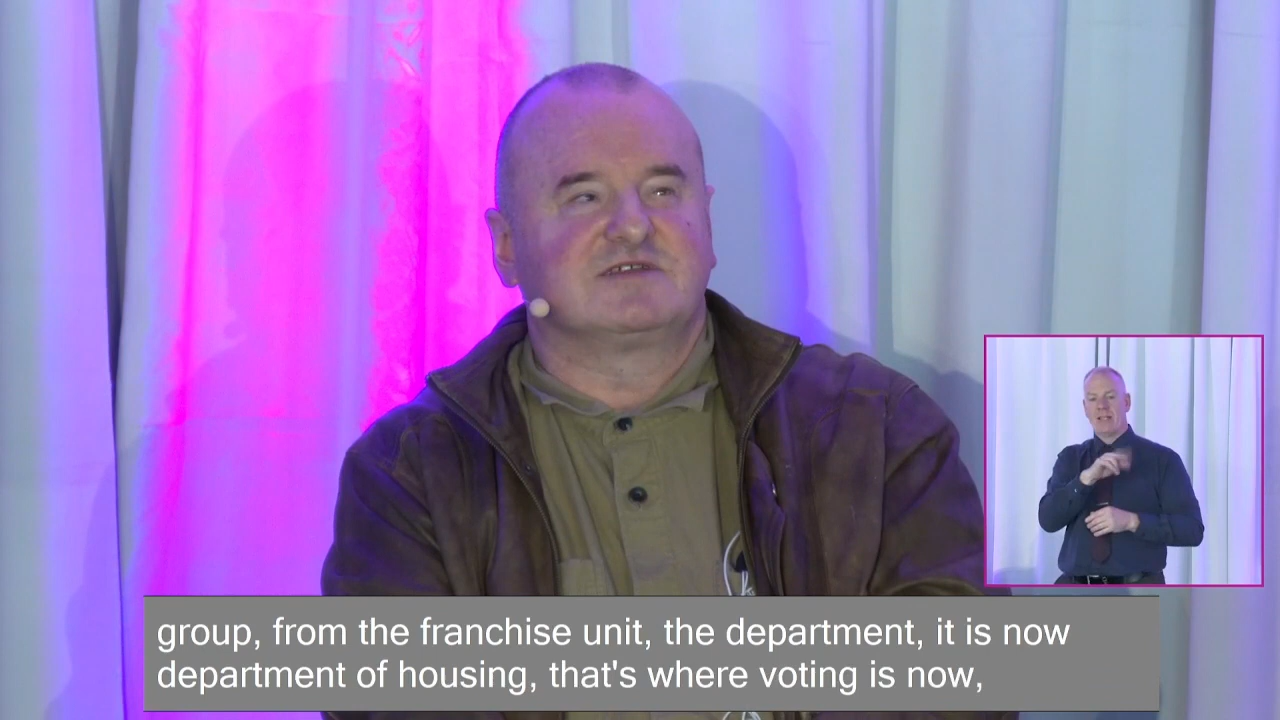 group, from the franchise unit, the department, it is now
department of housing, that's where voting is now,